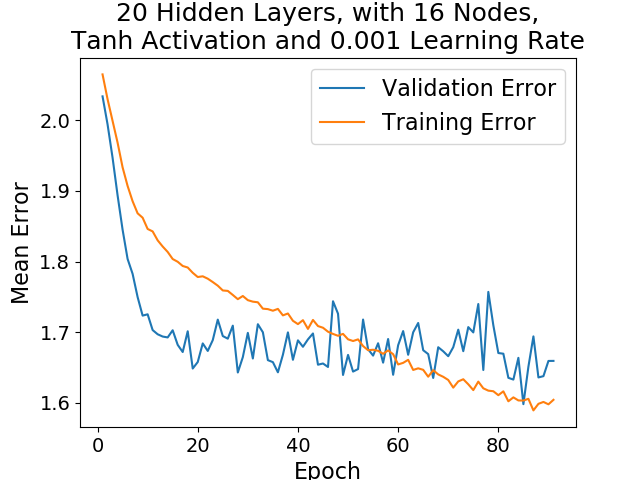 20 Hidden Layers, with 16 Nodes,
Tanh Activation and 0.001 Learning Rate
Validation Error
Training Error
Mean Error
2.0
1.9
1.8
1.7
1.6
0 20 40 60 80
Epoch